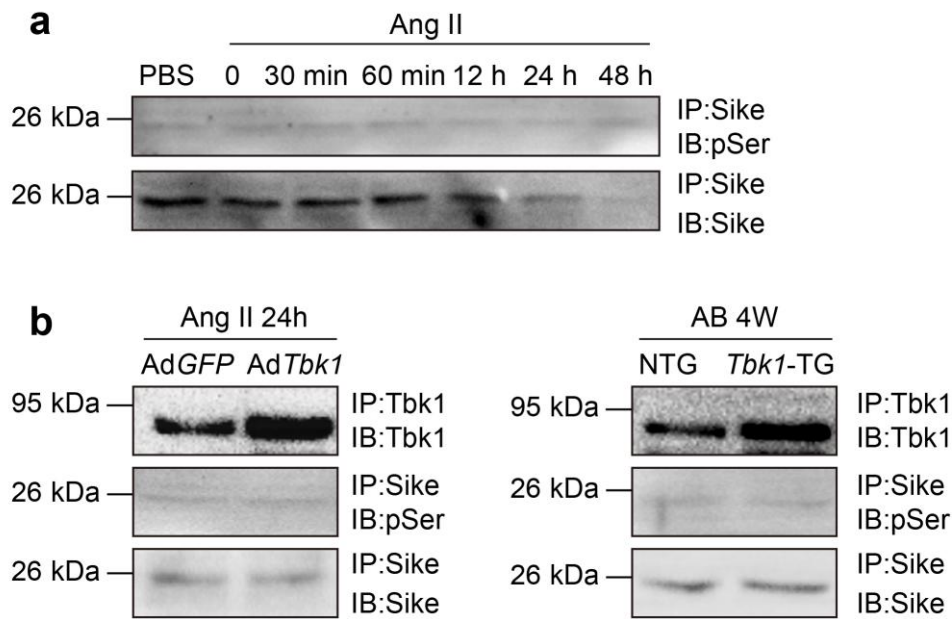 a
Ang II
PBS 0 30 min 60 min 12 h 24 h 48 h
26 kDa
IP:Sike
IB:pSer
26 kDa
IP:Sike
IB:Sike
b
Ang II 24h
AdGFP AdTbk1
95 kDa
IP:Tbk1
IB:Tbk1
26 kDa
IP:Sike
IB:pSer
26 kDa
IP:Sike
IB:Sike
AB 4W
NTG Tbk1-TG
95 kDa
IP:Tbk1
IB:Tbk1
26 kDa
IP:Sike
IB:pSer
26 kDa
IP:Sike
IB:Sike